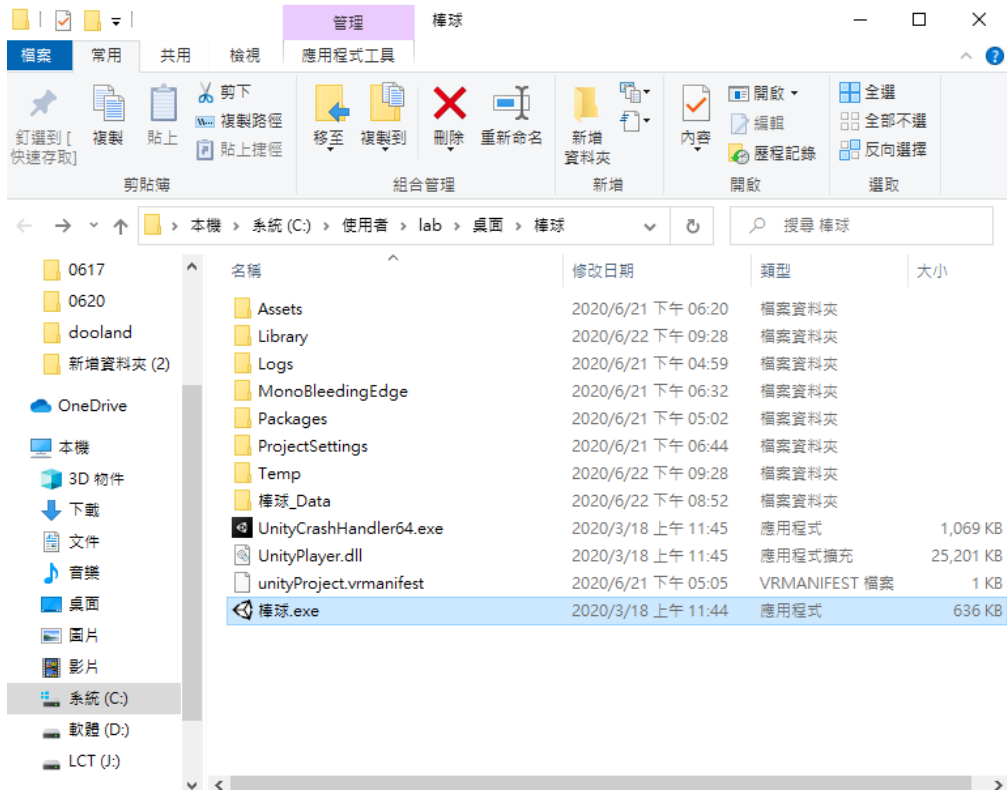 管理 棒球
檔案 常用 共用 檢視 應用程式工具
釘選到 [
快速存取]
複製
貼上
剪下
複製路徑
貼上捷徑
剪貼簿
移至
複製到
刪除
重新命名
組合管理
新增
資料夾
新增
內容
開啟
編輯
歷程記錄
開啟
全選
全部不選
反向選擇
選取
本機 › 系統 (C:) › 使用者 › lab › 桌面 › 棒球
搜尋 棒球
0617
0620
dooland
新增資料夾 (2)
OneDrive
本機
3D 物件
下載
文件
音樂
桌面
圖片
影片
系統 (C:)
軟體 (D:)
LCT (J:)
名稱 修改日期 類型 大小
Assets 2020/6/21 下午 06:20 檔案資料夾
Library 2020/6/22 下午 09:28 檔案資料夾
Logs 2020/6/21 下午 04:59 檔案資料夾
MonoBleedingEdge 2020/6/21 下午 06:32 檔案資料夾
Packages 2020/6/21 下午 05:02 檔案資料夾
ProjectSettings 2020/6/21 下午 06:44 檔案資料夾
Temp 2020/6/22 下午 09:28 檔案資料夾
棒球_Data 2020/6/22 下午 08:52 檔案資料夾
UnityCrashHandler64.exe 2020/3/18 上午 11:45 應用程式 1,069 KB
UnityPlayer.dll 2020/3/18 上午 11:45 應用程式擴充 25,201 KB
unityProject.vrmanifest 2020/6/21 下午 05:05 VRMANIFEST 檔案 1 KB
棒球.exe 2020/3/18 上午 11:44 應用程式 636 KB